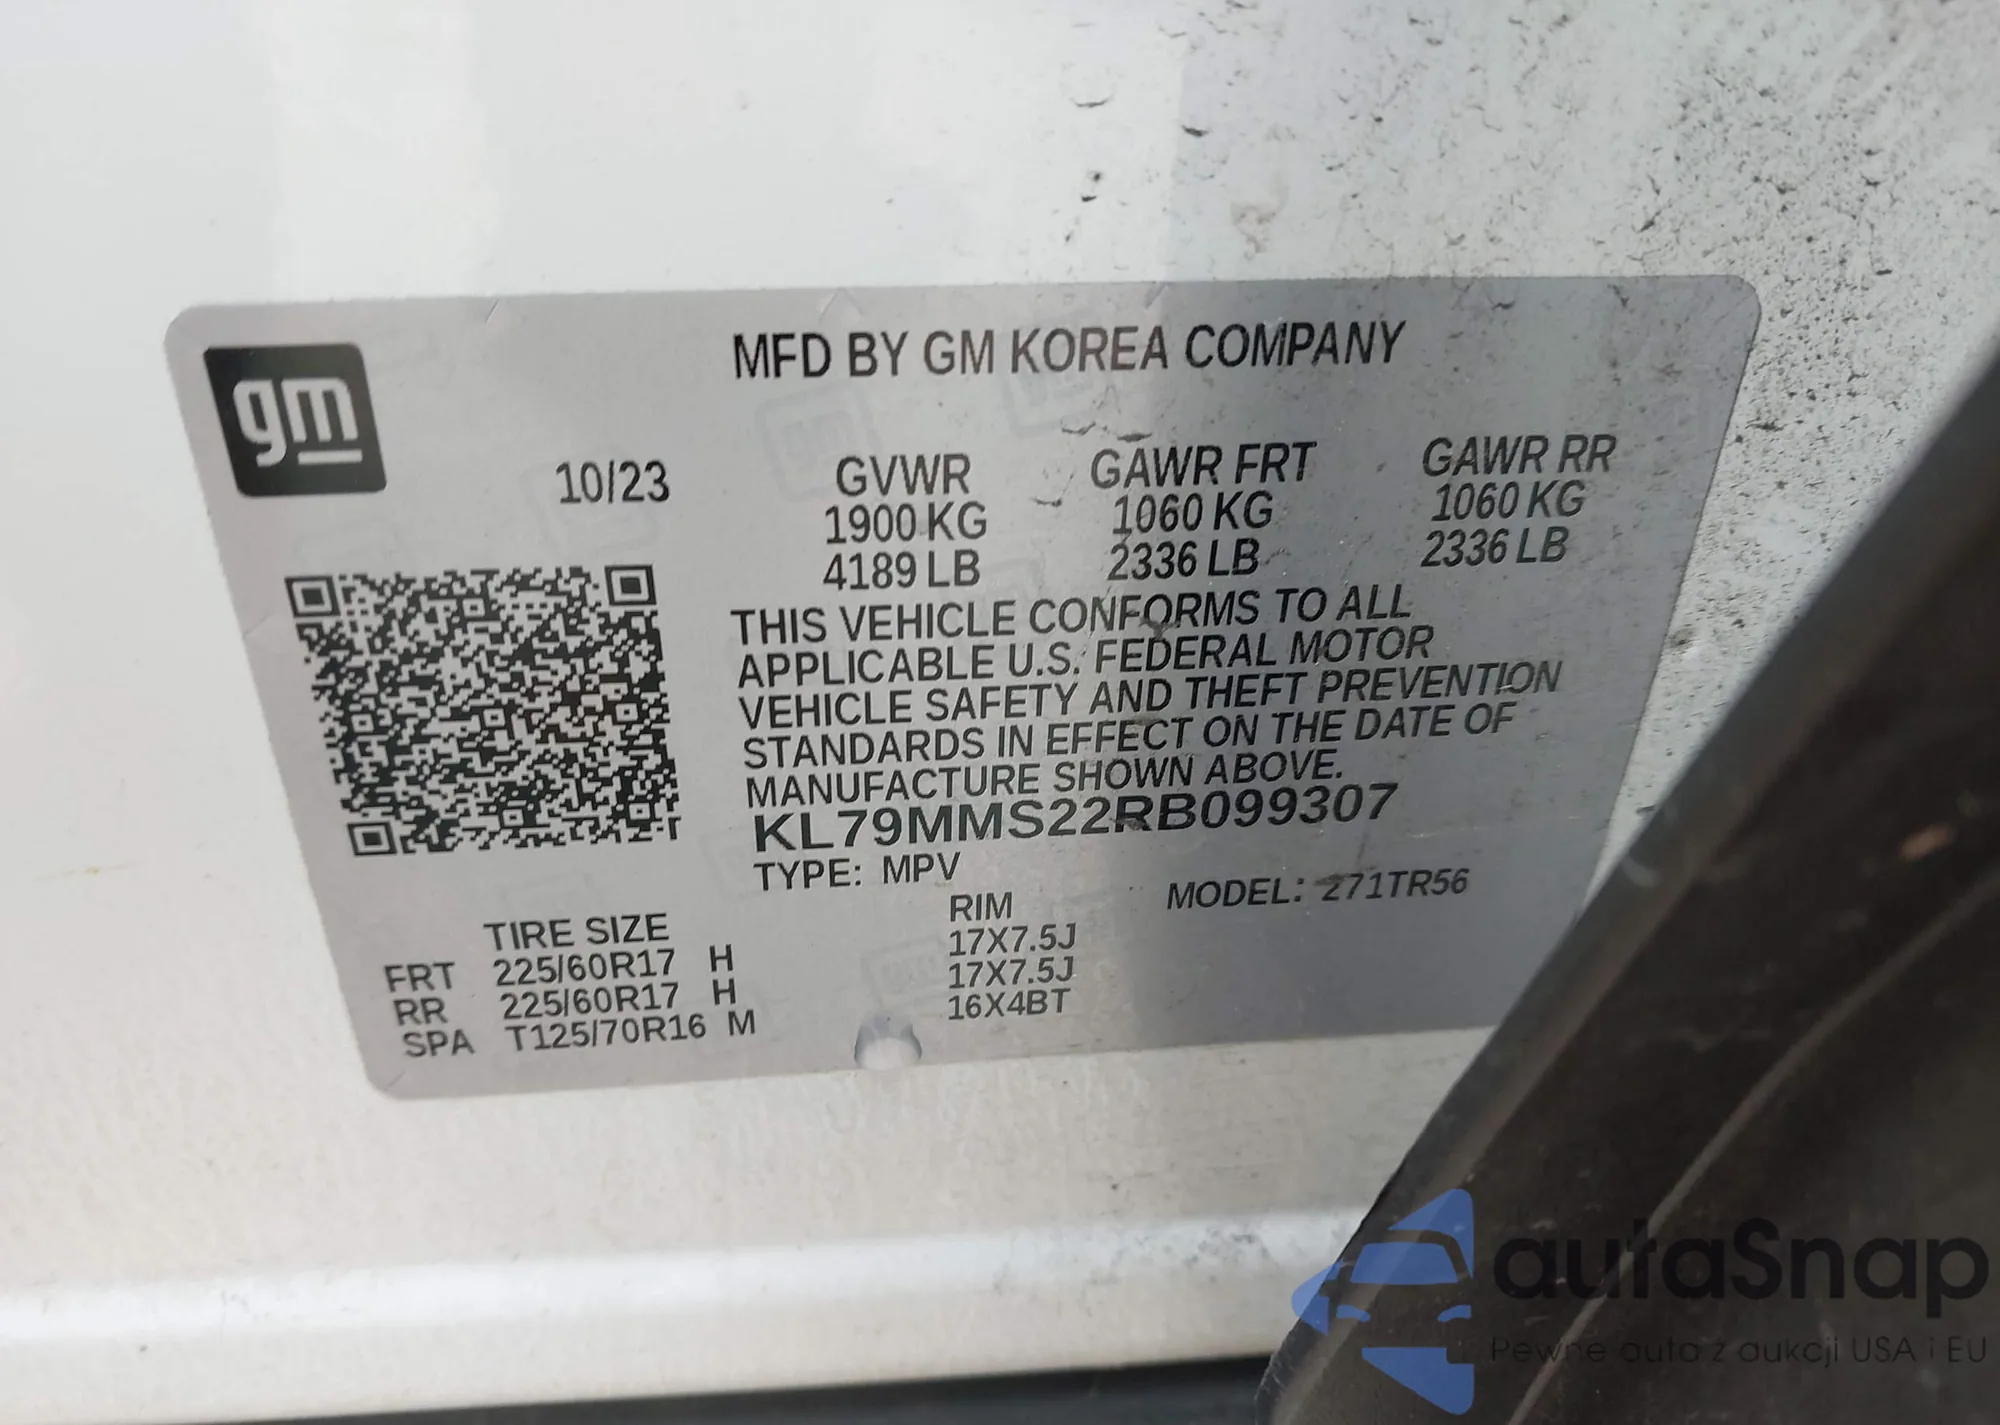 gm
MFD BY GM KOREA COMPANY
10/23
GVWR GAWR FRT GAWR RR
1900 KG 1060 KG 1060 KG
4189 LB 2336 LB 2336 LB
THIS VEHICLE CONFORMS TO ALL
APPLICABLE U.S. FEDERAL MOTOR
VEHICLE SAFETY AND THEFT PREVENTION
STANDARDS IN EFFECT ON THE DATE OF
MANUFACTURE SHOWN ABOVE.
KL79MMS22RB099307
TYPE: MPV MODEL: 271TR56
TIRE SIZE RIM
FRT 225/60R17 H 17X7.5J
RR 225/60R17 H 17X7.5J
SPA T125/70R16 M 16X4BT
autaSnap
Pewne auta z aukcji USA i EU